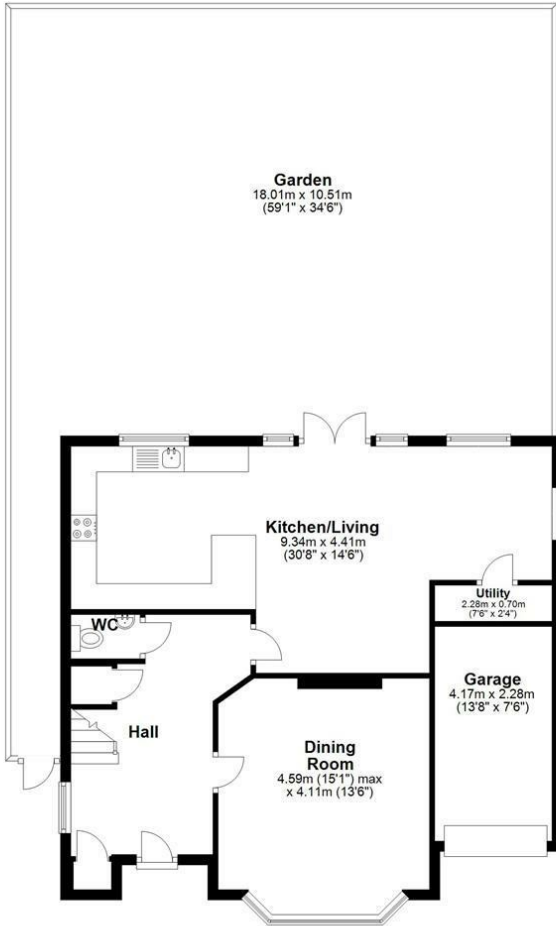 Garden
18.01m x 10.51m
(59'1" x 34'6")
Kitchen/Living
9.34m x 4.41m
(30'8" x 14'6")
Utility
2.28m x 0.70m
(7'6" x 2'4")
WC
Garage
4.17m x 2.28m
(13'8" x 7'6")
Hall
Dining
Room
4.59m (15'1") max
x 4.11m (13'6")